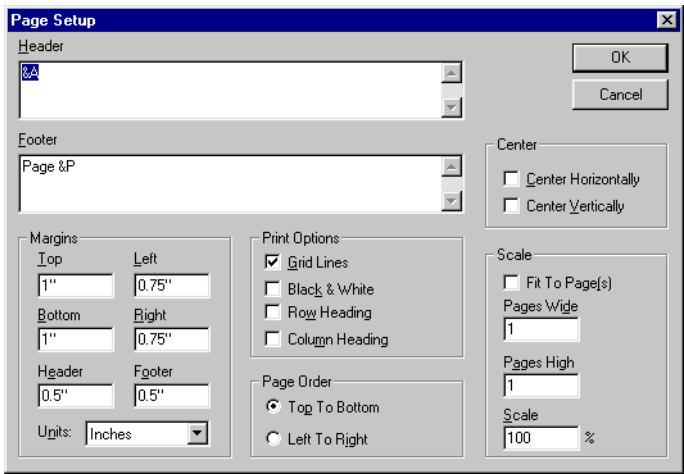 Page Setup
Header
&A
OK
Cancel
Footer
Page &P
Center
Center Horizontally
Center Vertically
Margins
Top Left
1" 0.75"
Bottom Right
1" 0.75"
Header Footer
0.5" 0.5"
Units: Inches
Print Options
Grid Lines
Black & White
Row Heading
Column Heading
Page Order
Top To Bottom
Left To Right
Scale
Fit To Page(s)
Pages Wide
1
Pages High
1
Scale
100 %